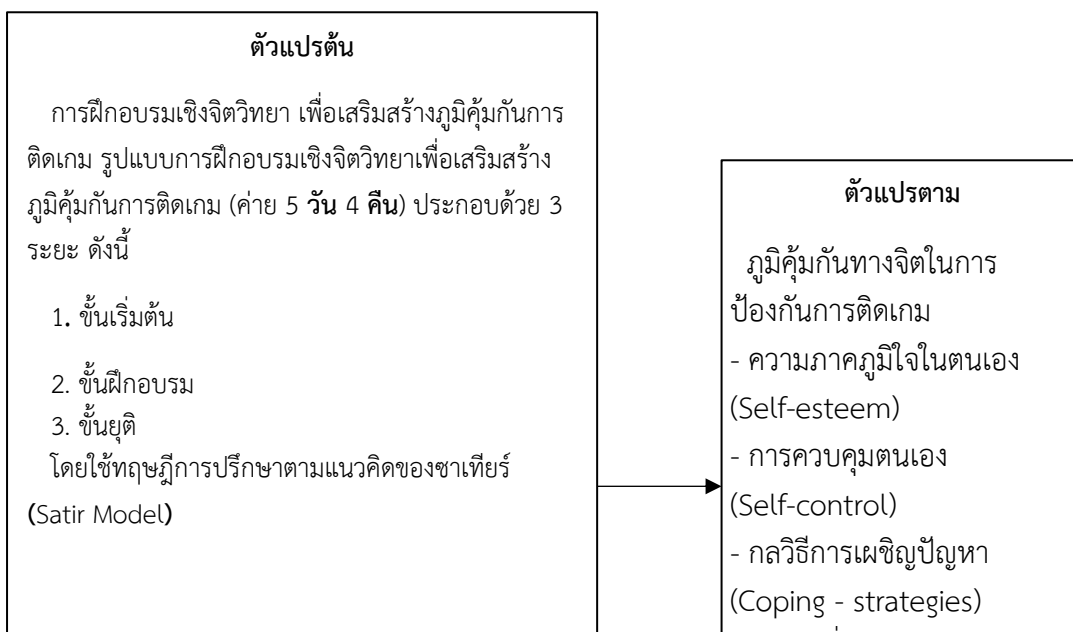 ตัวแปรต้น
การฝึกอบรมเชิงจิตวิทยา เพื่อเสริมสร้างภูมิคุ้มกันการ
ติดเกม รูปแบบการฝึกอบรมเชิงจิตวิทยาเพื่อเสริมสร้าง
ภูมิคุ้มกันการติดเกม (ค่าย 5 วัน 4 คืน) ประกอบด้วย 3
ระยะ ดังนี้
1. ขั้นเริ่มต้น
2. ขั้นฝึกอบรม
3. ขั้นยุติ
โดยใช้ทฤษฎีการปรึกษาตามแนวคิดของซาเทียร์
(Satir Model)
ตัวแปรตาม
ภูมิคุ้มกันทางจิตในการ
ป้องกันการติดเกม
- ความภาคภูมิใจในตนเอง
(Self-esteem)
- การควบคุมตนเอง
(Self-control)
- กลวิธีการเผชิญปัญหา
(Coping - strategies)